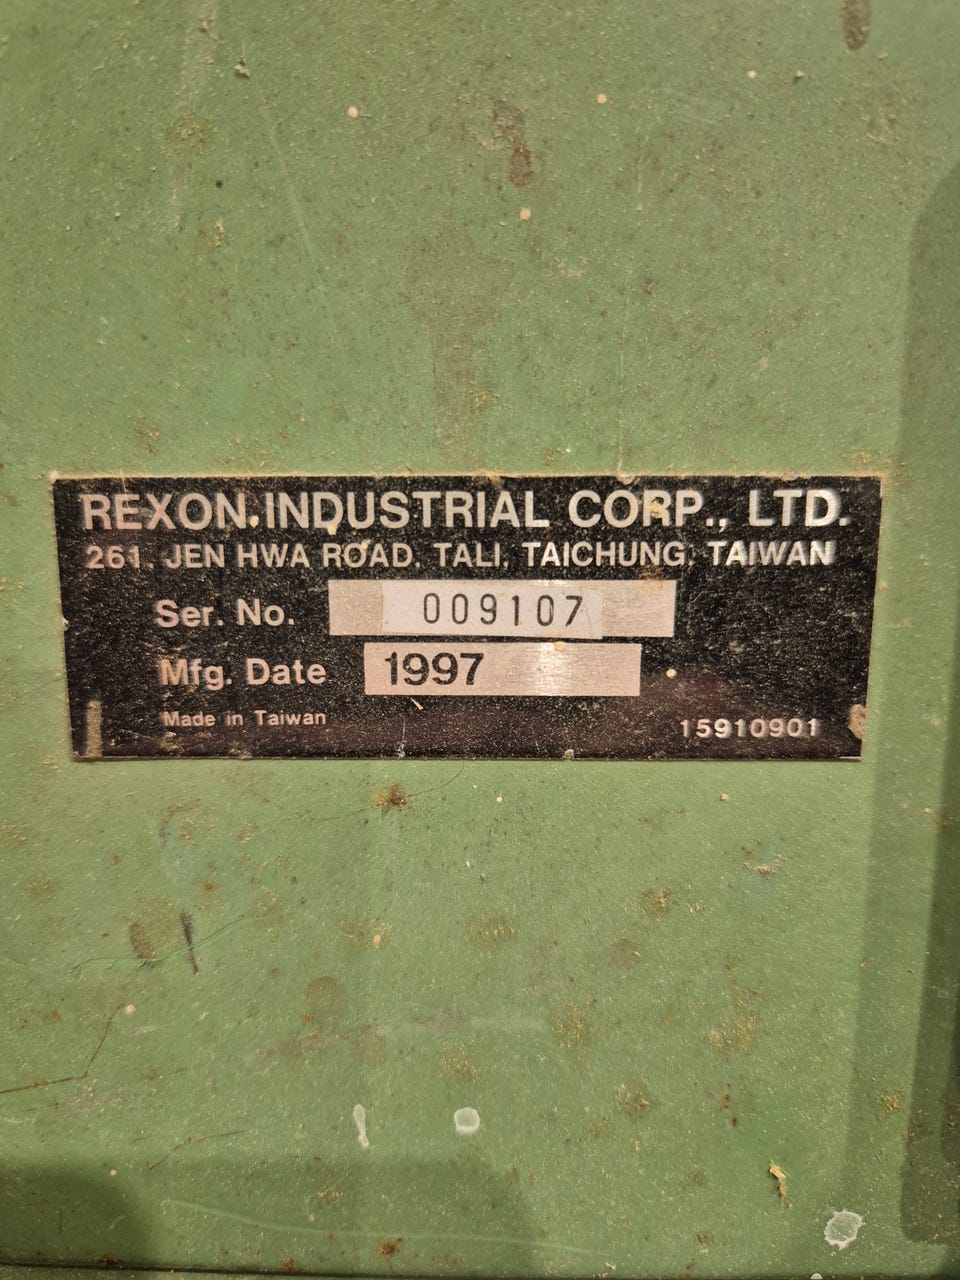 REXON INDUSTRIAL CORP., LTD.
261, JEN HWA ROAD, TALI, TAICHUNG, TAIWAN
Ser. No. 009107
Mfg. Date 1997
Made in Taiwan 15910901